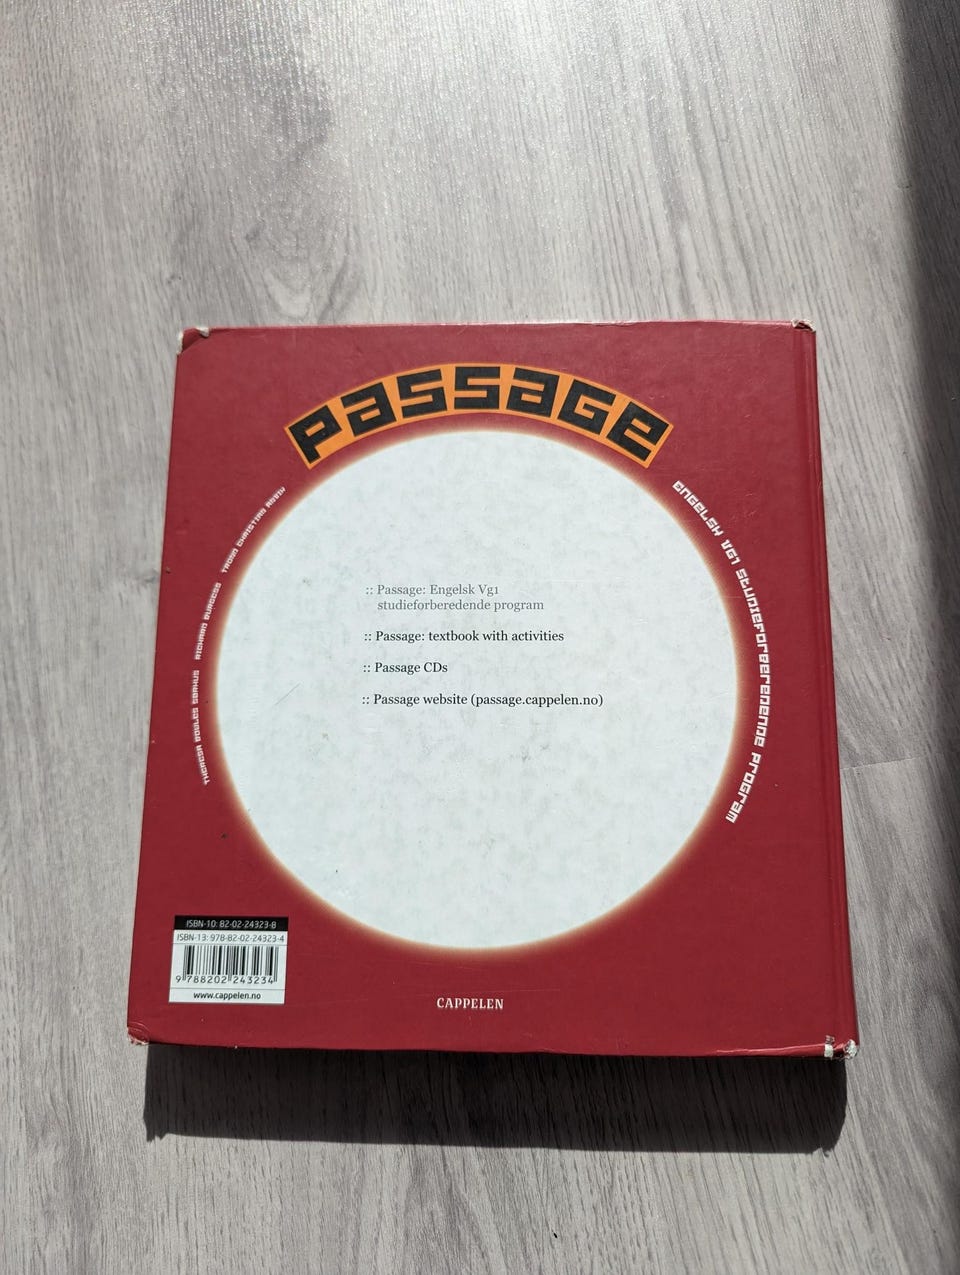 PASSAGE
THERESA BOWLES SØRHUS RICHARD BURGESS TROND CHRISTIAN ANVIK
ENGELSK VG1 STUDIEFORBEREDENDE PROGRAM
:: Passage: Engelsk Vg1
studieforberedende program
:: Passage: textbook with activities
:: Passage CDs
:: Passage website (passage.cappelen.no)
ISBN-10: 82-02-24323-8
ISBN-13: 978-82-02-24323-4
9 788202 243234
www.cappelen.no
CAPPELEN